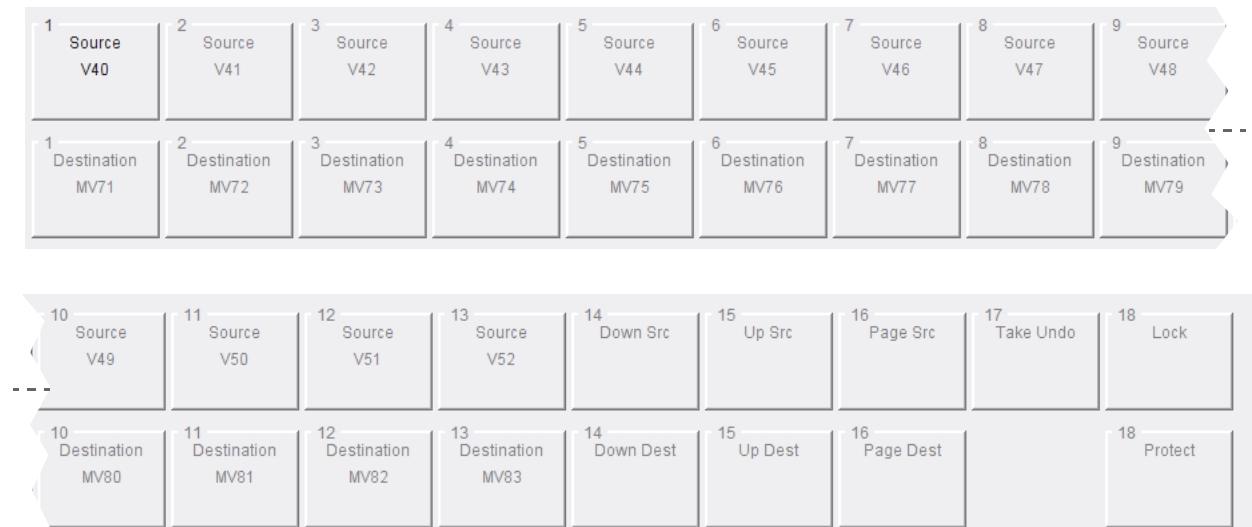 1 2 3 4 5 6 7 8 9
Source Source Source Source Source Source Source Source Source
V40 V41 V42 V43 V44 V45 V46 V47 V48
1 2 3 4 5 6 7 8 9
Destination Destination Destination Destination Destination Destination Destination Destination Destination
MV71 MV72 MV73 MV74 MV75 MV76 MV77 MV78 MV79
10 11 12 13 14 15 16 17 18
Source Source Source Source Down Src Up Src Page Src Take Undo Lock
V49 V50 V51 V52
10 11 12 13 14 15 16 18
Destination Destination Destination Destination Down Dest Up Dest Page Dest Protect
MV80 MV81 MV82 MV83